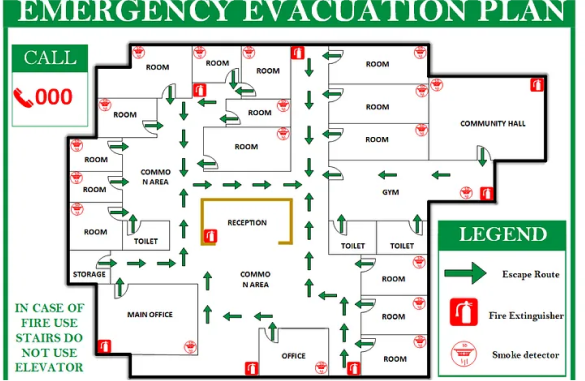 EMERGENCY EVACUATION PLAN
CALL
000
ROOM
ROOM
ROOM
ROOM
ROOM
ROOM
COMMUNITY HALL
ROOM
ROOM
ROOM
ROOM
ROOM
ROOM
COMMO
N AREA
ROOM
GYM
ROOM
TOILET
RECEPTION
TOILET
TOILET
STORAGE
COMMO
N AREA
ROOM
MAIN OFFICE
ROOM
OFFICE
ROOM
IN CASE OF
FIRE USE
STAIRS DO
NOT USE
ELEVATOR
LEGEND
Escape Route
Fire Extinguisher
Smoke detector